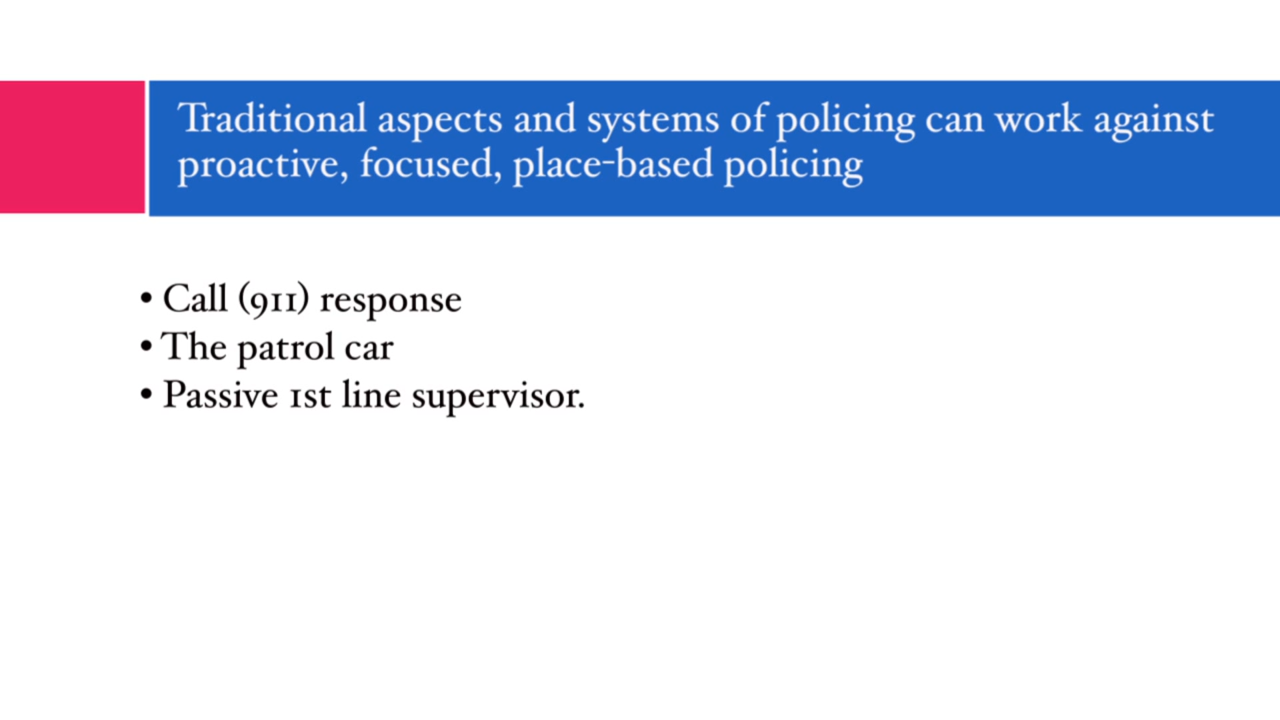 Traditional aspects and systems of policing can work against
proactive, focused, place-based policing
• Call (911) response
• The patrol car
• Passive 1st line supervisor.